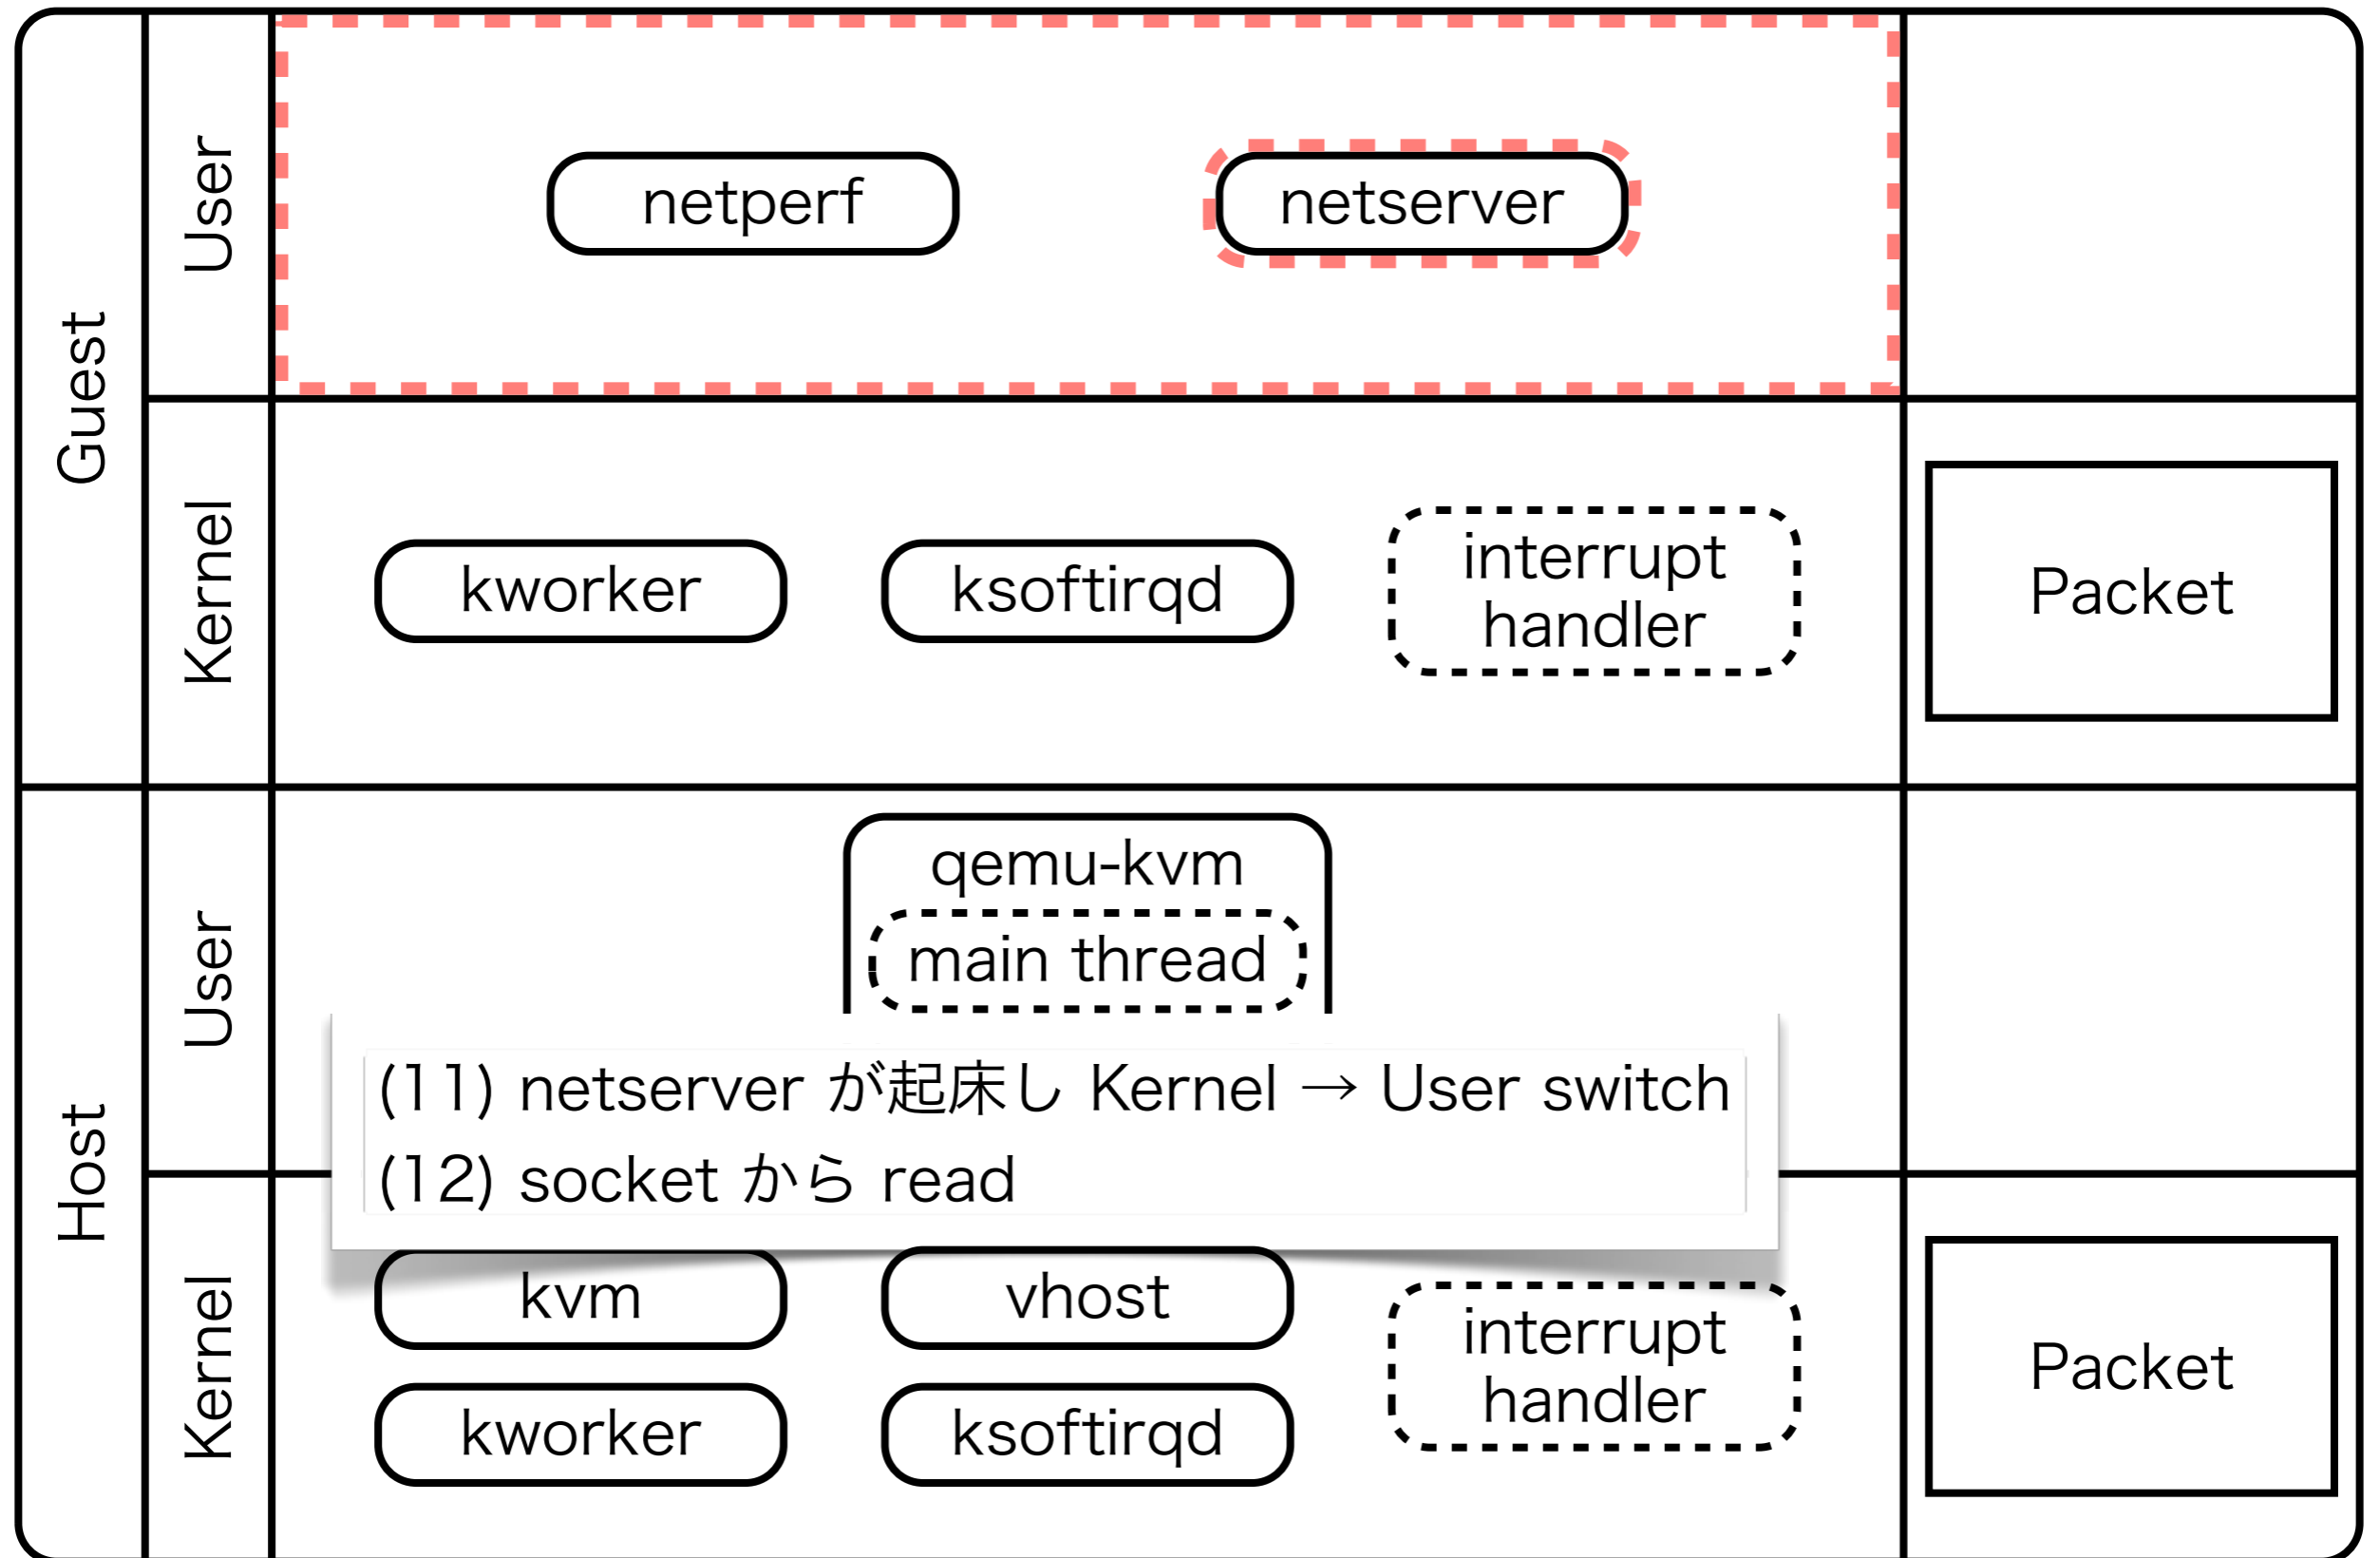 Guest
User
netperf
netserver
Kernel
kworker
ksoftirqd
interrupt
handler
Packet
Host
User
qemu-kvm
main thread
(11) netserver が起床し Kernel → User switch
(12) socket から read
Kernel
kvm
vhost
interrupt
handler
kworker
ksoftirqd
Packet